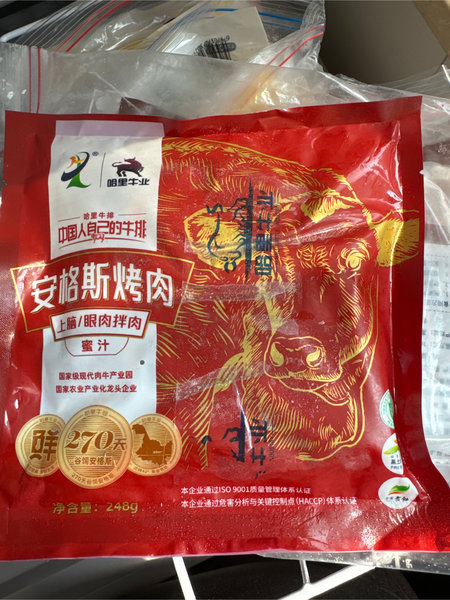 哈里牛业
哈里牛排
中国人自己的牛排
安格斯烤肉
上脑/眼肉拌肉
蜜汁
国家级现代肉牛产业园
国家农业产业化龙头企业
鲜
270天
谷饲安格斯
净含量：248g
本企业通过ISO 9001质量管理体系认证
本企业通过危害分析与关键控制点(HACCP)体系认证